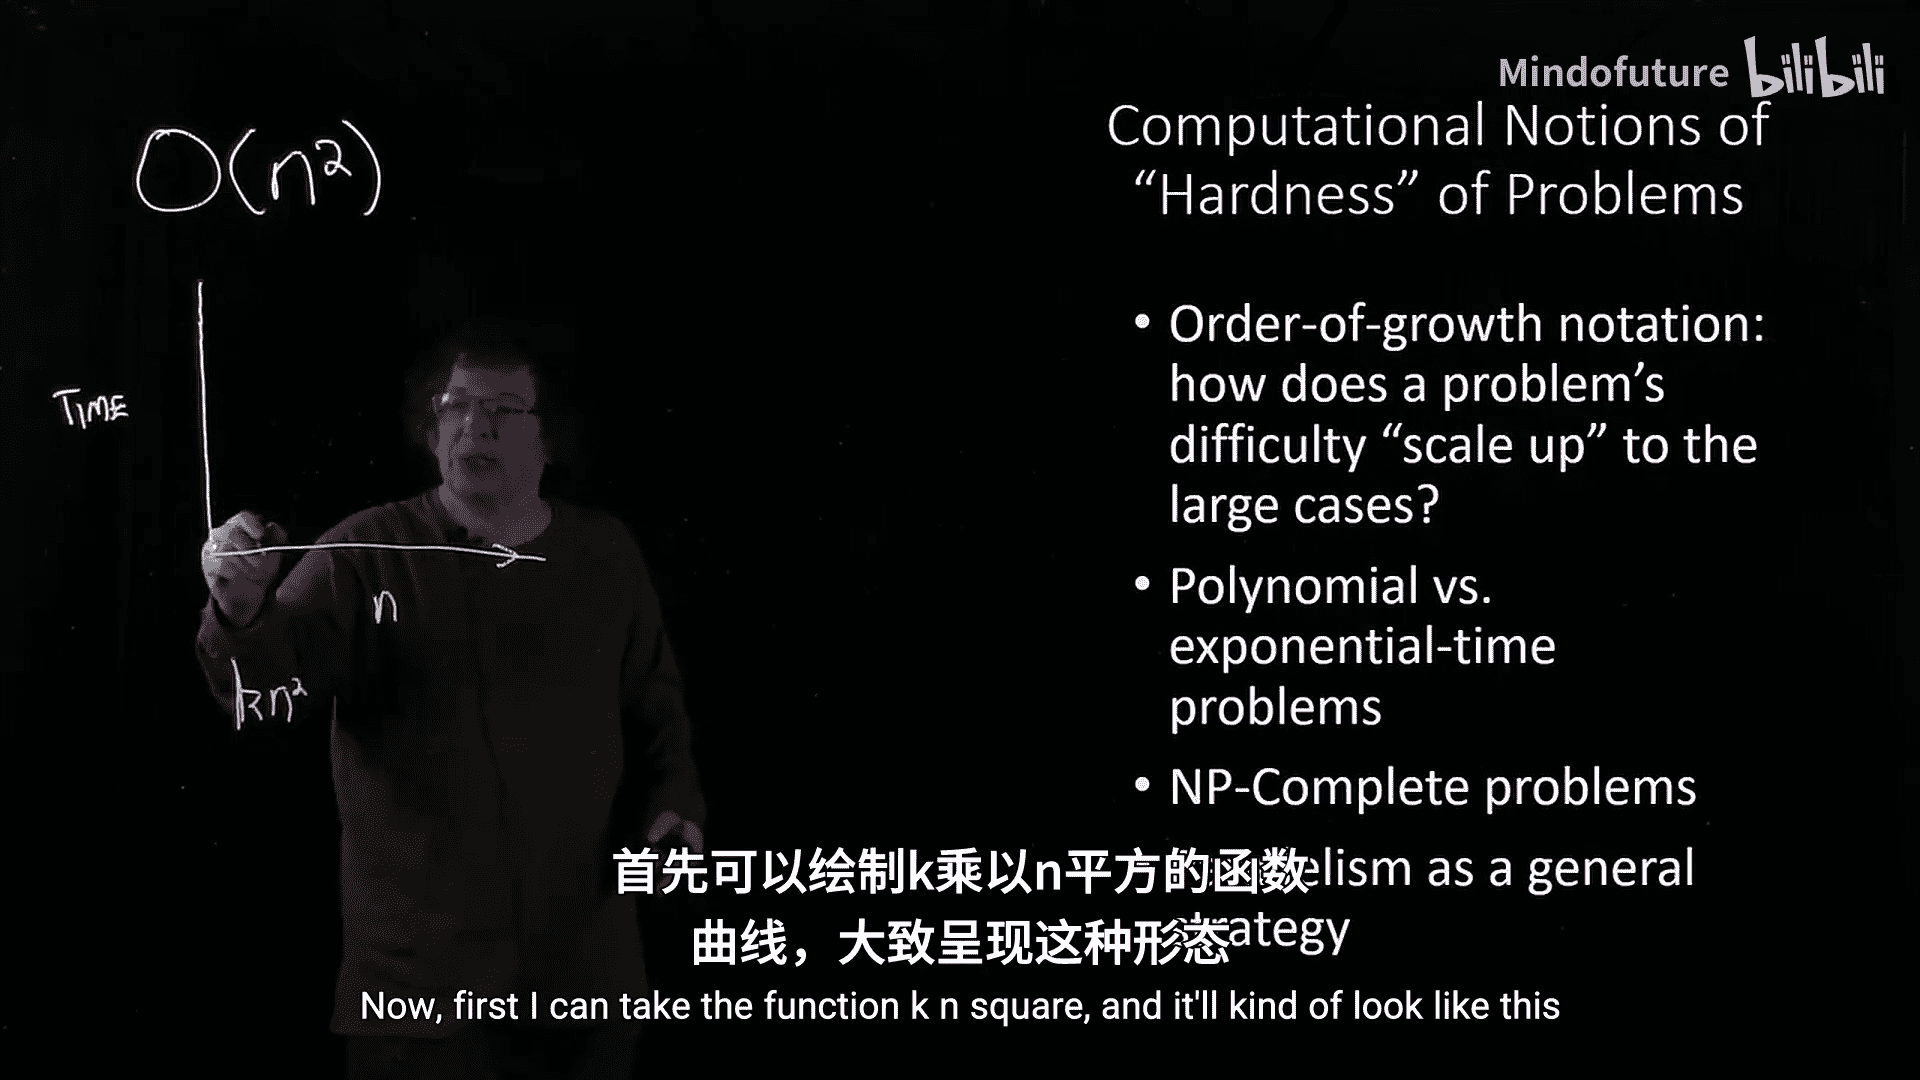 Mindofuture bilibili
O(n²)
Computational Notions of
“Hardness” of Problems
TIME
n
kn²
• Order-of-growth notation:
how does a problem’s
difficulty “scale up” to the
large cases?
• Polynomial vs.
exponential-time
problems
• NP-Complete problems
elism as a general
rategy
首先可以绘制k乘以n平方的函数
曲线，大致呈现这种形态
Now, first I can take the function k n square, and it'll kind of look like this